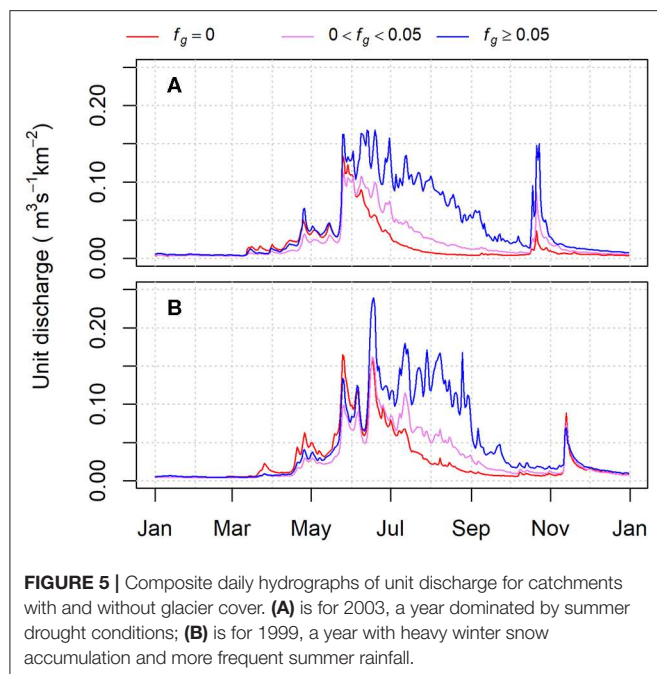 f_g = 0 0 < f_g < 0.05 f_g ≥ 0.05
A
0.20
0.10
0.00
Unit discharge ( m³s⁻¹km⁻²)
B
0.20
0.10
0.00
Jan Mar May Jul Sep Nov Jan
FIGURE 5 | Composite daily hydrographs of unit discharge for catchments
with and without glacier cover. (A) is for 2003, a year dominated by summer
drought conditions; (B) is for 1999, a year with heavy winter snow
accumulation and more frequent summer rainfall.